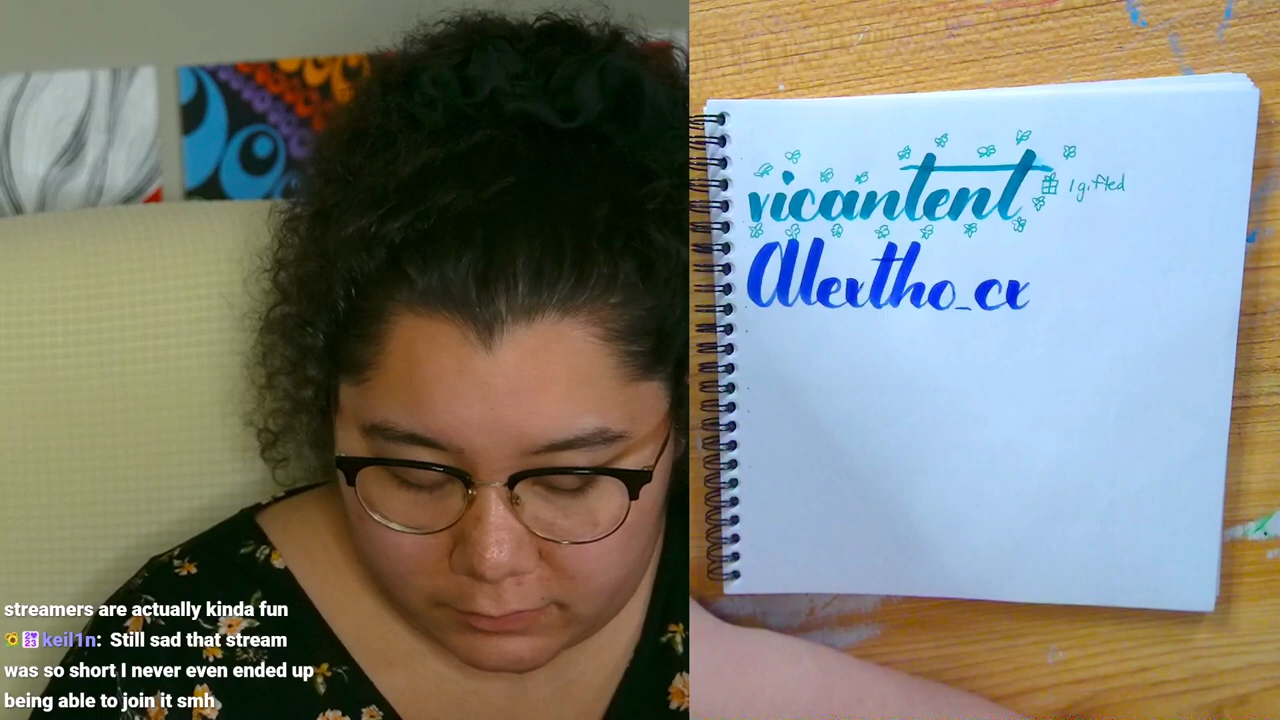 vicantent
1 gifted
Alextho_cx
streamers are actually kinda fun
keil1n: Still sad that stream
was so short I never even ended up
being able to join it smh